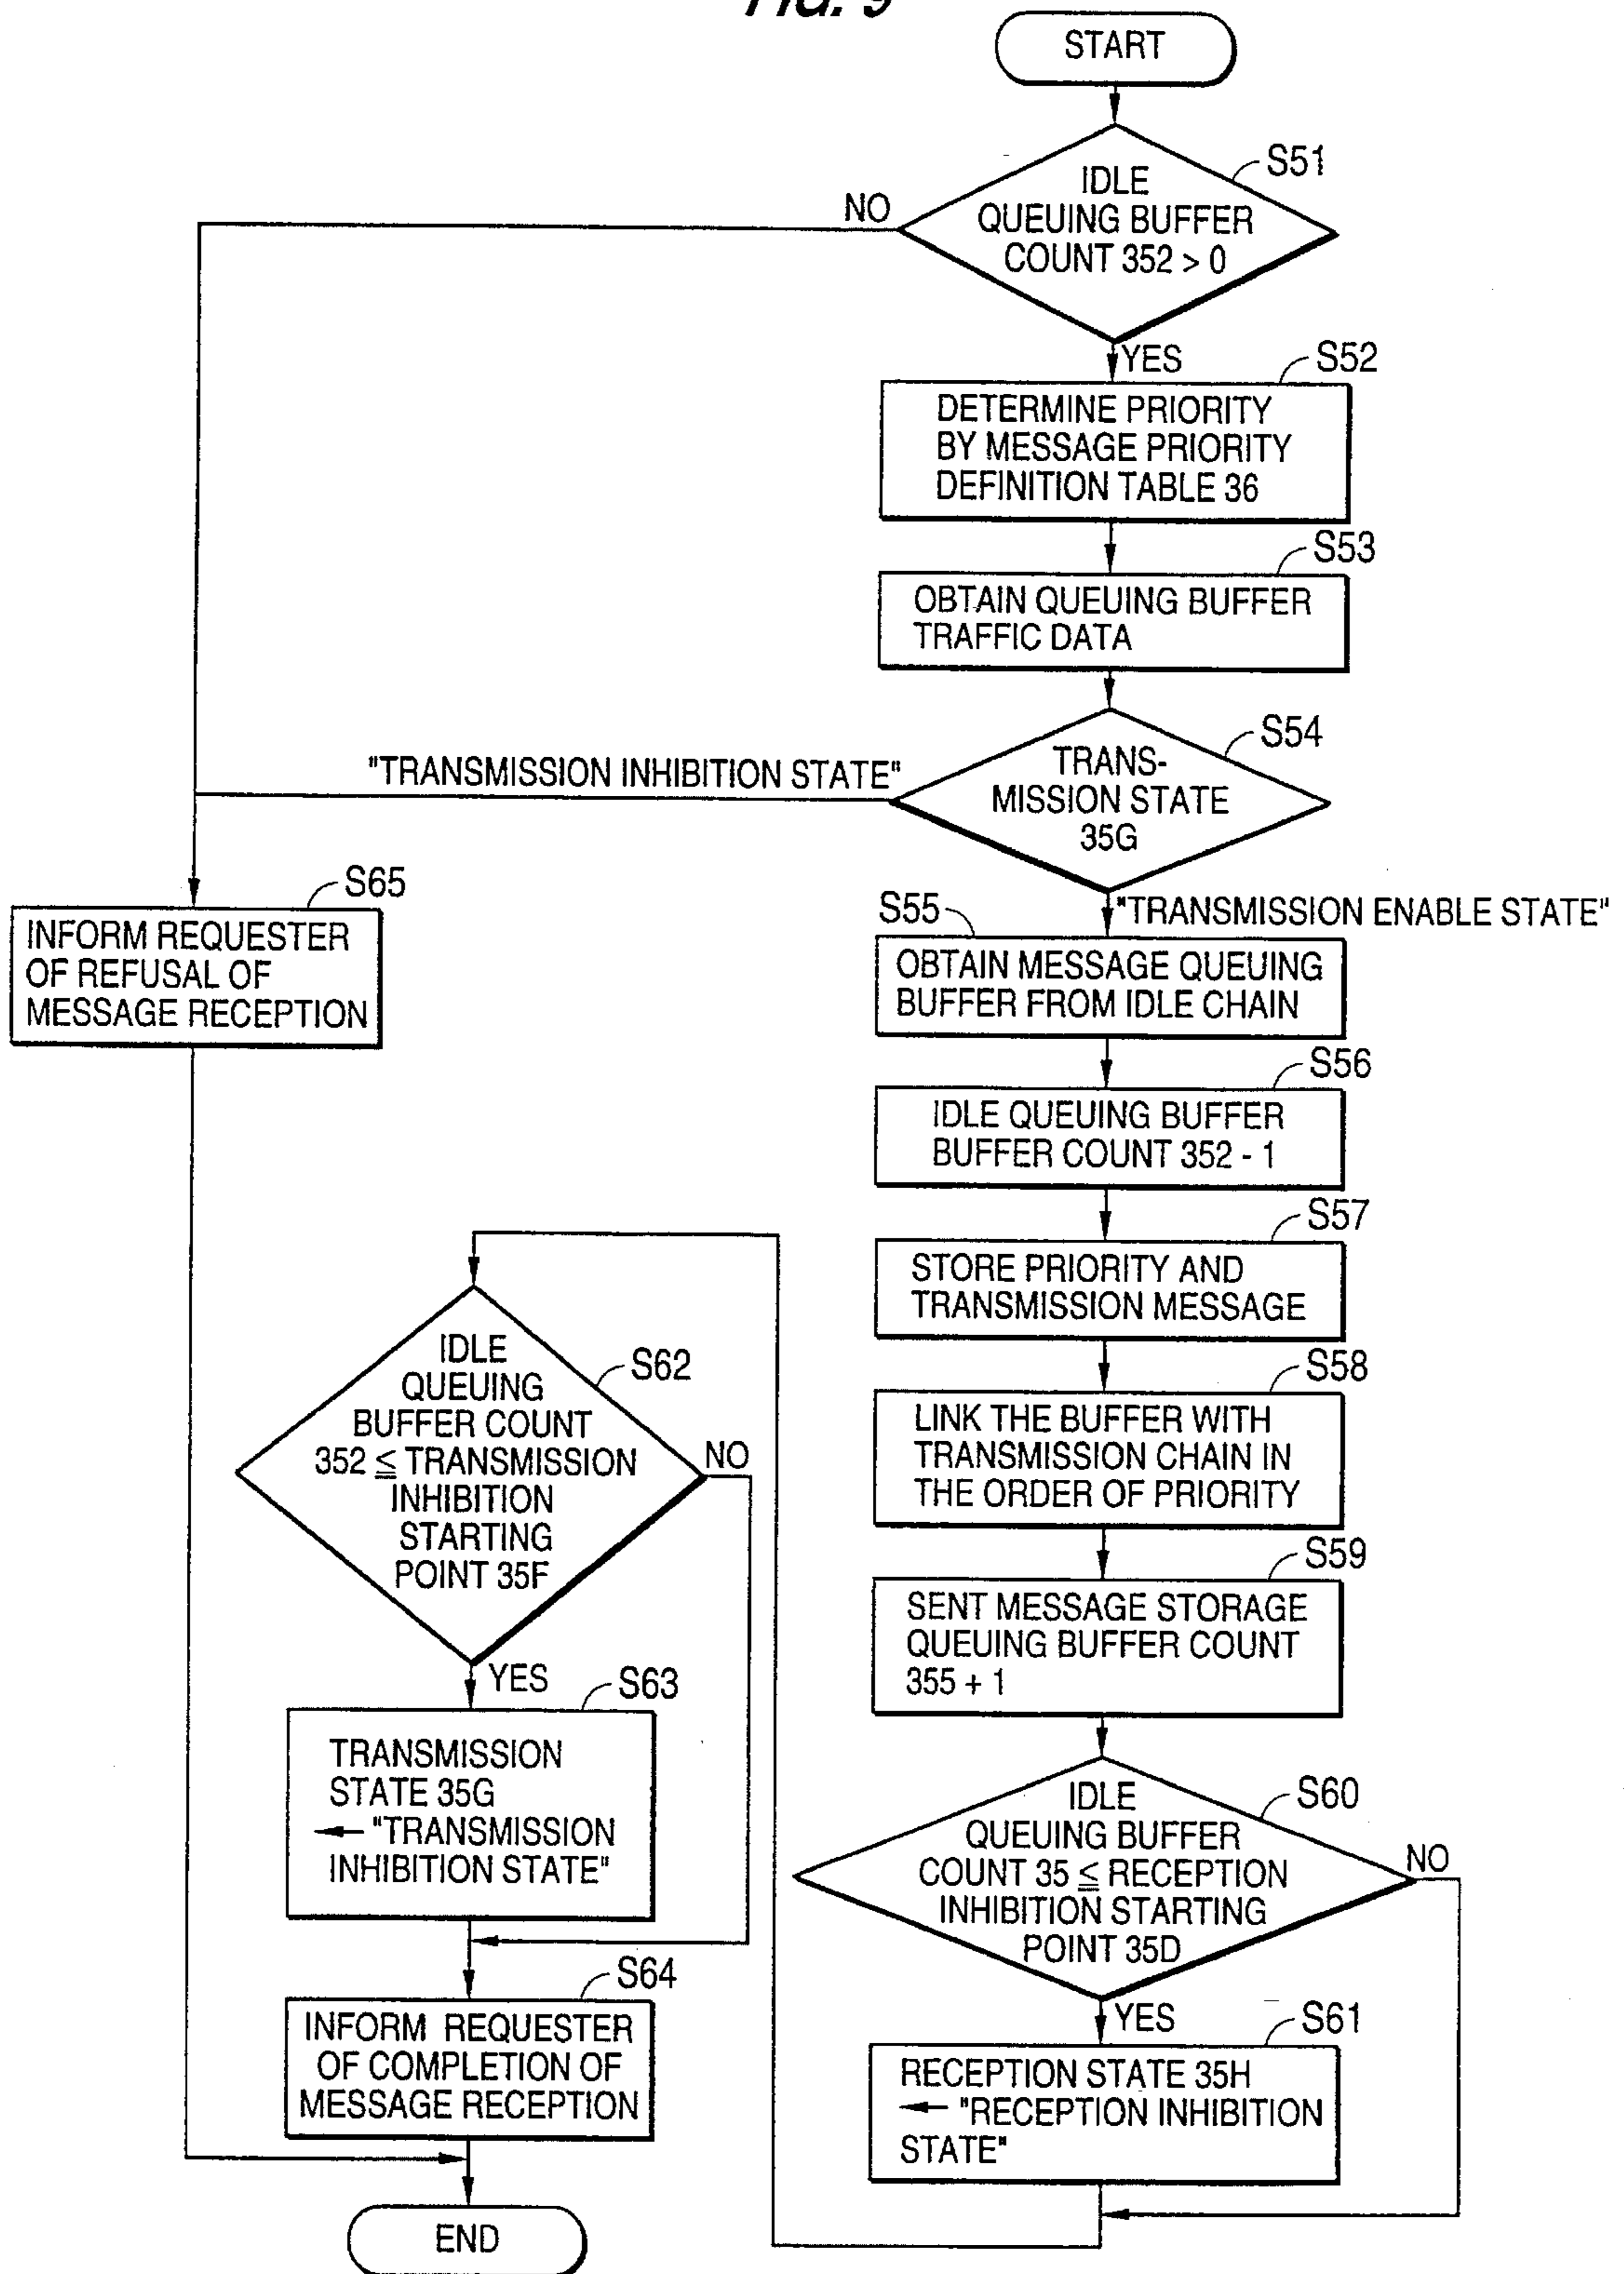 FIG. 9
START
S51
IDLE
QUEUING BUFFER
COUNT 352 > 0
NO
YES
S52
DETERMINE PRIORITY
BY MESSAGE PRIORITY
DEFINITION TABLE 36
S53
OBTAIN QUEUING BUFFER
TRAFFIC DATA
S54
TRANS-
MISSION STATE
35G
"TRANSMISSION INHIBITION STATE"
"TRANSMISSION ENABLE STATE"
S65
INFORM REQUESTER
OF REFUSAL OF
MESSAGE RECEPTION
S55
OBTAIN MESSAGE QUEUING
BUFFER FROM IDLE CHAIN
S56
IDLE QUEUING BUFFER
BUFFER COUNT 352 - 1
S57
STORE PRIORITY AND
TRANSMISSION MESSAGE
S58
LINK THE BUFFER WITH
TRANSMISSION CHAIN IN
THE ORDER OF PRIORITY
S59
SENT MESSAGE STORAGE
QUEUING BUFFER COUNT
355 + 1
S60
IDLE
QUEUING BUFFER
COUNT 35 ≦ RECEPTION
INHIBITION STARTING
POINT 35D
NO
YES
S61
RECEPTION STATE 35H
← "RECEPTION INHIBITION
STATE"
S62
IDLE
QUEUING
BUFFER COUNT
352 ≦ TRANSMISSION
INHIBITION
STARTING
POINT 35F
NO
YES
S63
TRANSMISSION
STATE 35G
← "TRANSMISSION
INHIBITION STATE"
S64
INFORM REQUESTER
OF COMPLETION OF
MESSAGE RECEPTION
END